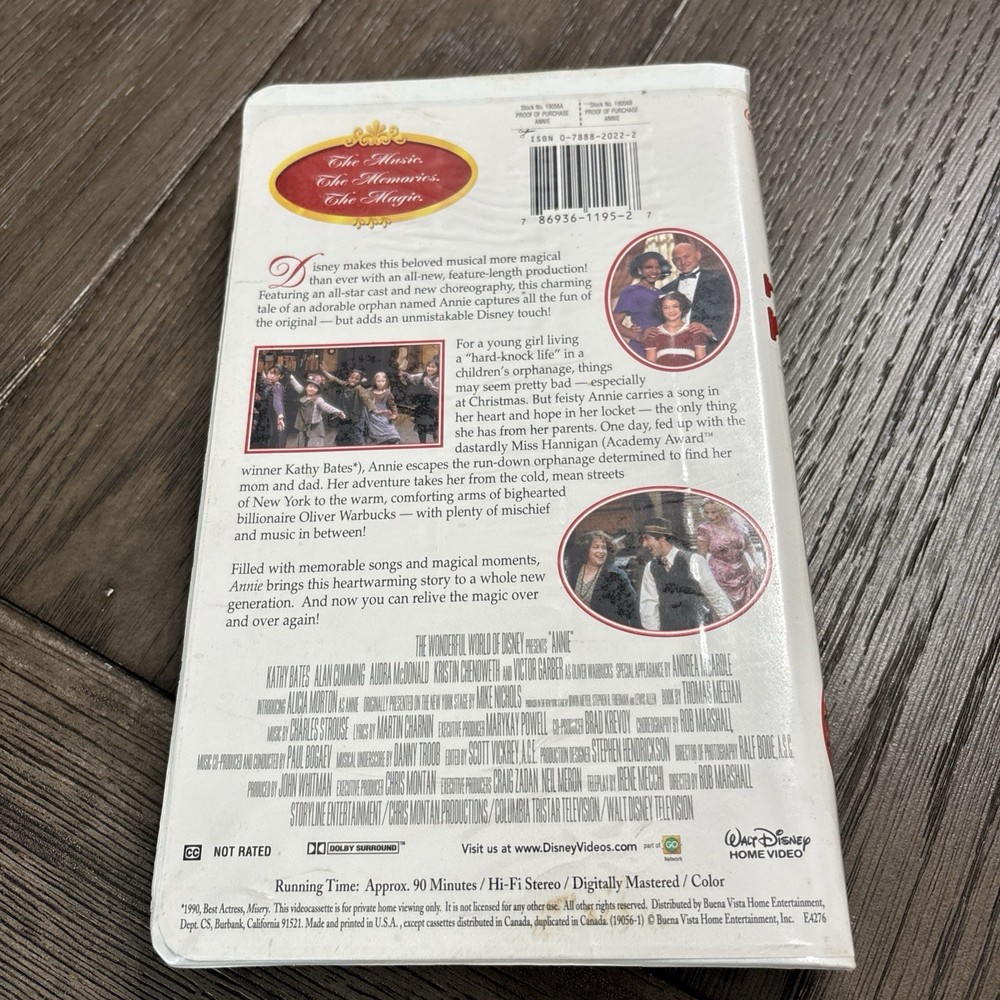 Stock No. 19056A
PROOF OF PURCHASE
ANNIE
Stock No. 19056B
PROOF OF PURCHASE
ANNIE
ISBN 0-7888-2022-2
7 86936-1195-2 7
The Music.
The Memories.
The Magic.
Disney makes this beloved musical more magical
than ever with an all-new, feature-length production!
Featuring an all-star cast and new choreography, this charming
tale of an adorable orphan named Annie captures all the fun of
the original — but adds an unmistakable Disney touch!
For a young girl living
a "hard-knock life" in a
children's orphanage, things
may seem pretty bad — especially
at Christmas. But feisty Annie carries a song in
her heart and hope in her locket — the only thing
she has from her parents. One day, fed up with the
dastardly Miss Hannigan (Academy Award™
winner Kathy Bates*), Annie escapes the run-down orphanage determined to find her
mom and dad. Her adventure takes her from the cold, mean streets
of New York to the warm, comforting arms of bighearted
billionaire Oliver Warbucks — with plenty of mischief
and music in between!
Filled with memorable songs and magical moments,
Annie brings this heartwarming story to a whole new
generation. And now you can relive the magic over
and over again!
THE WONDERFUL WORLD OF DISNEY PRESENTS "ANNIE"
KATHY BATES ALAN CUMMING AUDRA McDONALD KRISTIN CHENOWETH AND VICTOR GARBER AS OLIVER WARBUCKS SPECIAL APPEARANCE BY ANDREA McARDLE
INTRODUCING ALICIA MORTON AS ANNIE ORIGINALLY PRESENTED ON THE NEW YORK STAGE BY MIKE NICHOLS BOOK BY THOMAS MEEHAN
MUSIC BY CHARLES STROUSE LYRICS BY MARTIN CHARNIN EXECUTIVE PRODUCER MARYKAY POWELL CO-PRODUCER BRAD KREVOY CHOREOGRAPHY BY ROB MARSHALL
MUSIC CO-PRODUCED AND CONDUCTED BY PAUL BOGAEV MUSICAL UNDERSCORE BY DANNY TROOB EDITED BY SCOTT VICKREY, A.C.E. PRODUCTION DESIGNER STEPHEN HENDRICKSON DIRECTOR OF PHOTOGRAPHY RALF BODE, A.S.C.
PRODUCED BY JOHN WHITMAN EXECUTIVE PRODUCER CHRIS MONTAN EXECUTIVE PRODUCERS CRAIG ZADAN NEIL MERON TELEPLAY BY IRENE MECCHI DIRECTED BY ROB MARSHALL
STORYLINE ENTERTAINMENT/CHRIS MONTAN PRODUCTIONS/COLUMBIA TRISTAR TELEVISION/WALT DISNEY TELEVISION
CC NOT RATED DOLBY SURROUND™ Visit us at www.DisneyVideos.com part of GO Network
WALT DISNEY
HOME VIDEO
Running Time: Approx. 90 Minutes / Hi-Fi Stereo / Digitally Mastered / Color
*1990, Best Actress, Misery. This videocassette is for private home viewing only. It is not licensed for any other use. All other rights reserved. Distributed by Buena Vista Home Entertainment,
Dept. CS, Burbank, California 91521. Made and printed in U.S.A., except cassettes distributed in Canada, duplicated in Canada. (19056-1) © Buena Vista Home Entertainment, Inc. E4276